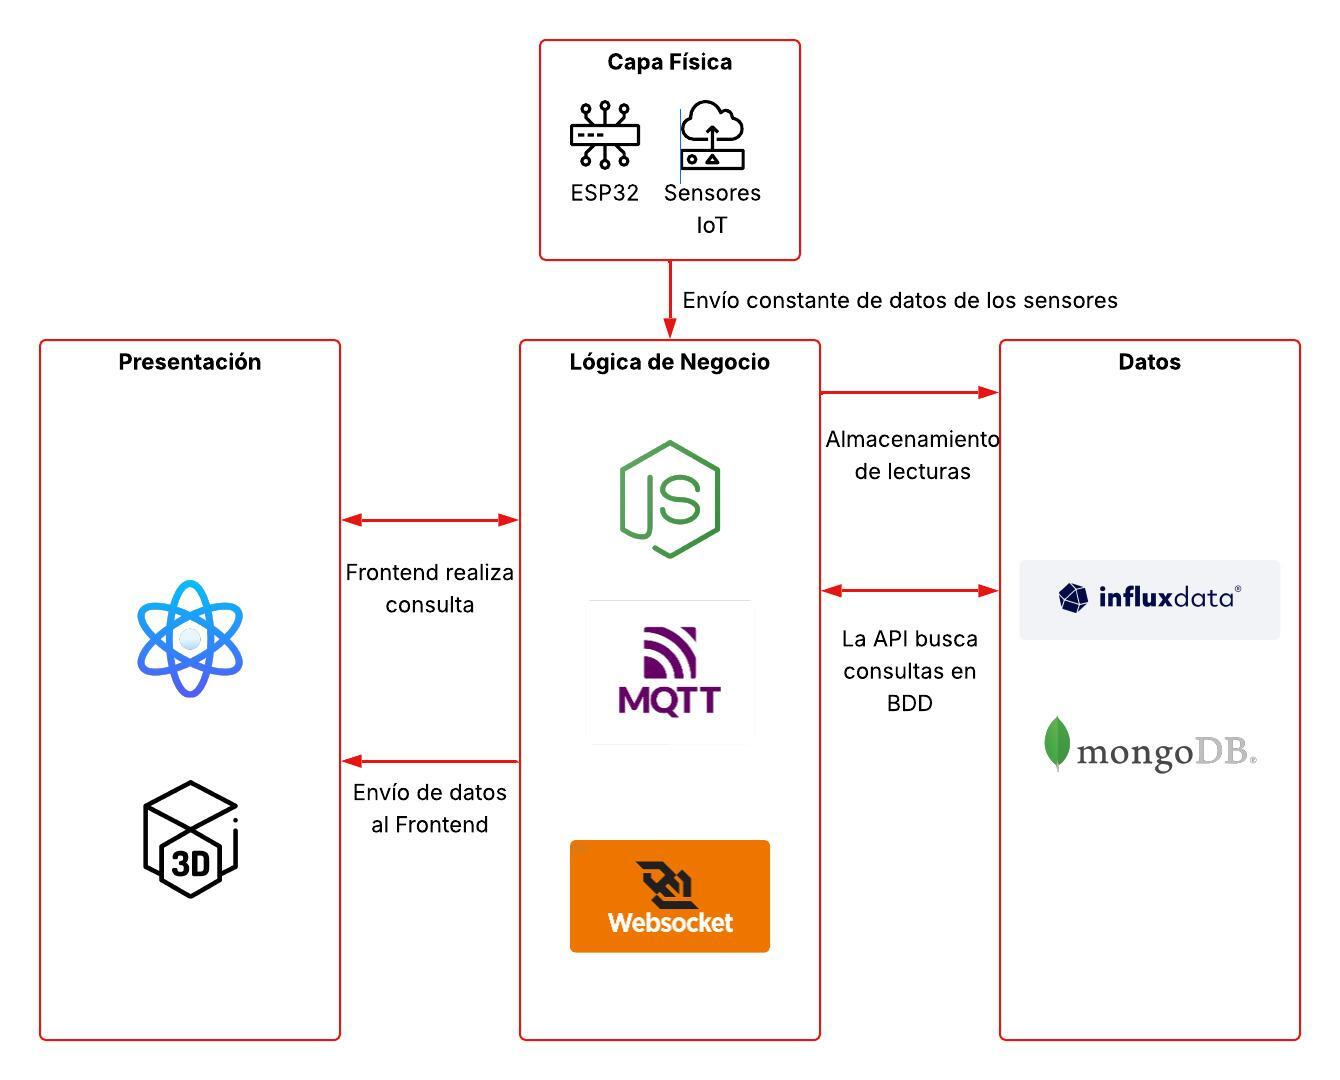 Capa Física
ESP32
Sensores
IoT
Envío constante de datos de los sensores
Presentación
Lógica de Negocio
Datos
Almacenamiento
de lecturas
JS
Frontend realiza
consulta
influxdata®
La API busca
consultas en
BDD
MQTT
mongoDB®
Envío de datos
al Frontend
3D
Websocket